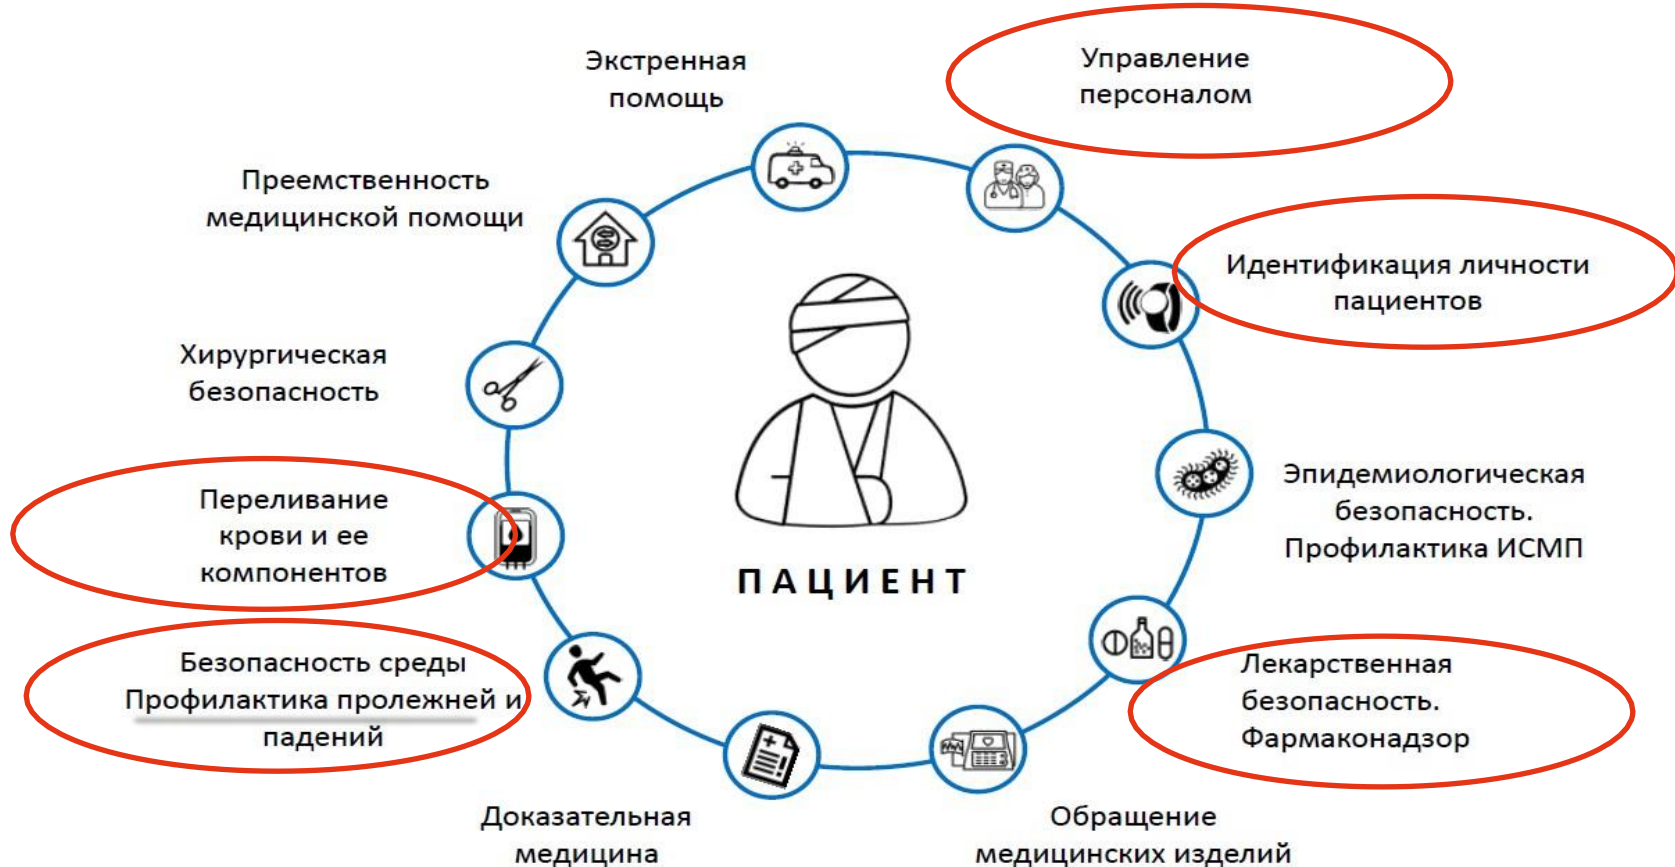 Экстренная
помощь
Управление
персоналом
Преемственность
медицинской помощи
Идентификация личности
пациентов
Хирургическая
безопасность
Эпидемиологическая
безопасность.
Профилактика ИСМП
Переливание
крови и ее
компонентов
ПАЦИЕНТ
Безопасность среды
Профилактика пролежней и
падений
Лекарственная
безопасность.
Фармаконадзор
Доказательная
медицина
Обращение
медицинских изделий